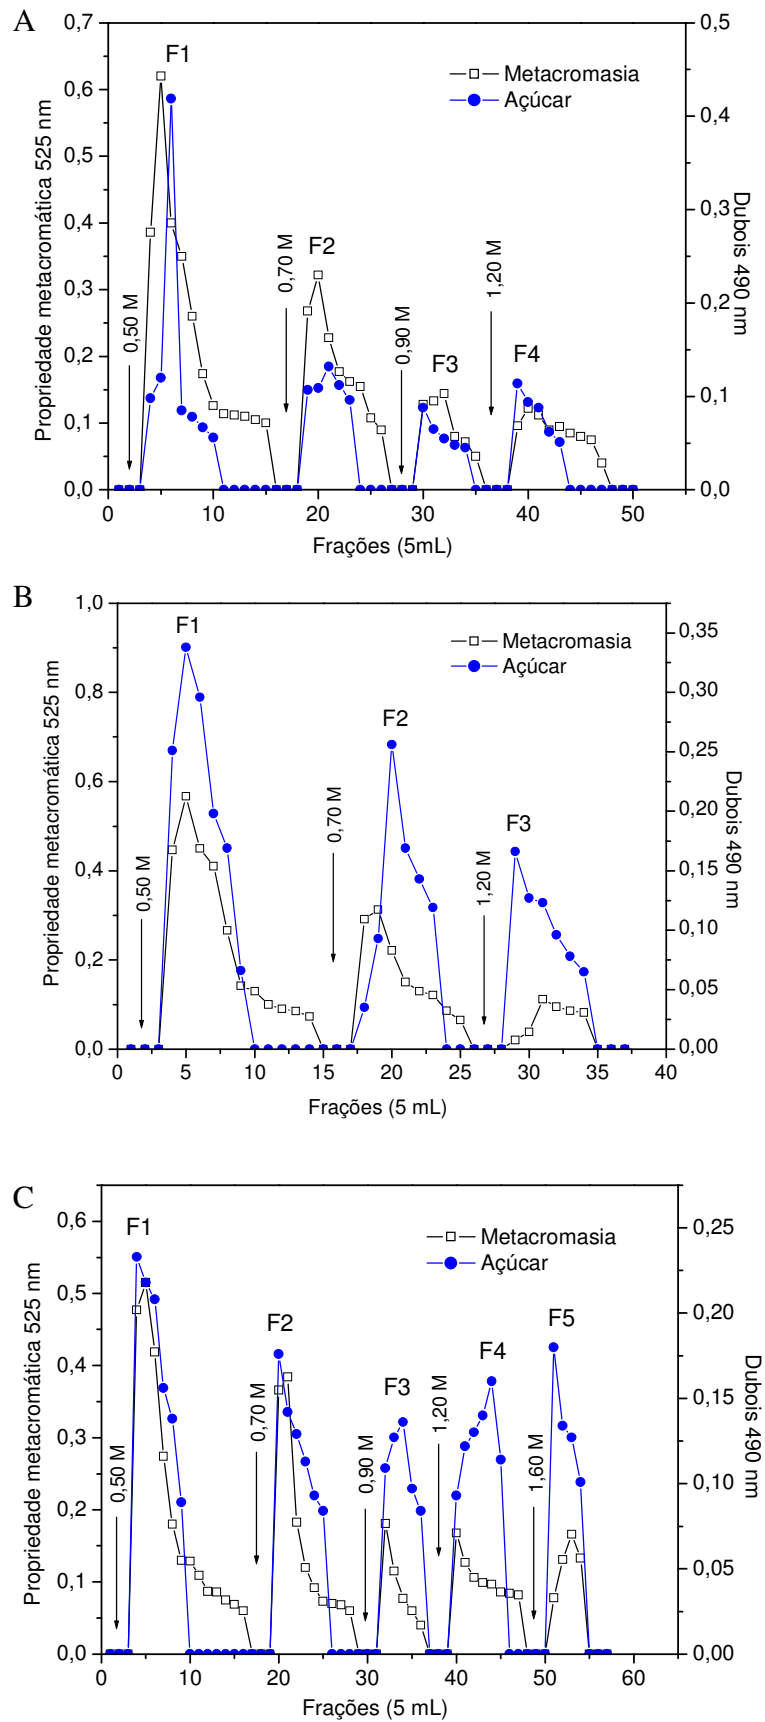 A
0,7
0,6
0,5
0,4
0,3
0,2
0,1
0,0
0,5
0,4
0,3
0,2
0,1
0,0
Propriedade metacromática 525 nm
Dubois 490 nm
F1
F2
F3
F4
0,50 M
0,70 M
0,90 M
1,20 M
Metacromasia
Açúcar
0 10 20 30 40 50
Frações (5mL)
B
1,0
0,8
0,6
0,4
0,2
0,0
0,35
0,30
0,25
0,20
0,15
0,10
0,05
0,00
Propriedade metacromática 525 nm
Dubois 490 nm
F1
F2
F3
0,50 M
0,70 M
1,20 M
Metacromasia
Açúcar
0 5 10 15 20 25 30 35 40
Frações (5 mL)
C
0,6
0,5
0,4
0,3
0,2
0,1
0,0
0,25
0,20
0,15
0,10
0,05
0,00
Propriedade metacromática 525 nm
Dubois 490 nm
F1
F2
F3
F4
F5
0,50 M
0,70 M
0,90 M
1,20 M
1,60 M
Metacromasia
Açúcar
0 10 20 30 40 50 60
Frações (5 mL)